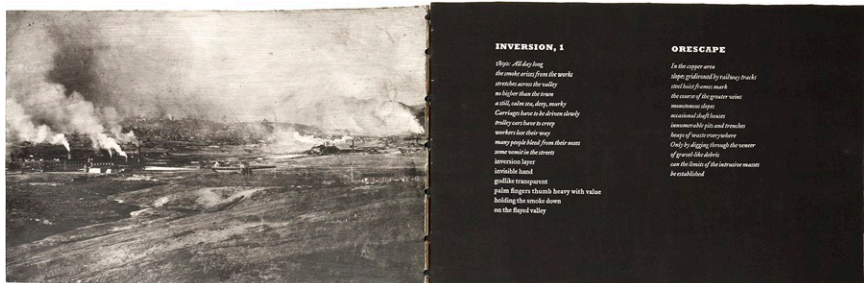 INVERSION, 1
1890: All day long
the smoke arises from the works
stretches across the valley
no higher than the town
a still, calm sea, deep, murky
Carriages have to be driven slowly
trolley cars have to creep
workers lose their way
many people bleed from their noses
some vomit in the streets
inversion layer
invisible hand
godlike transparent
palm fingers thumb heavy with value
holding the smoke down
on the flayed valley
ORESCAPE
In the copper area
slopes gridironed by railway tracks
steel hoist frames mark
the course of the greater veins
monotonous slopes
occasional shaft houses
innumerable pits and trenches
heaps of waste everywhere
Only by digging through the veneer
of gravel-like debris
can the limits of the intrusive masses
be established